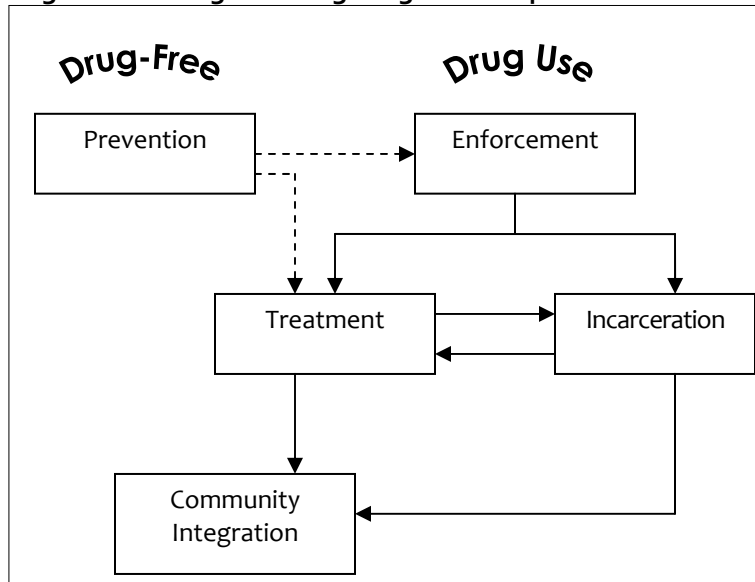 Drug-Free
Drug Use
Prevention
Enforcement
Treatment
Incarceration
Community
Integration